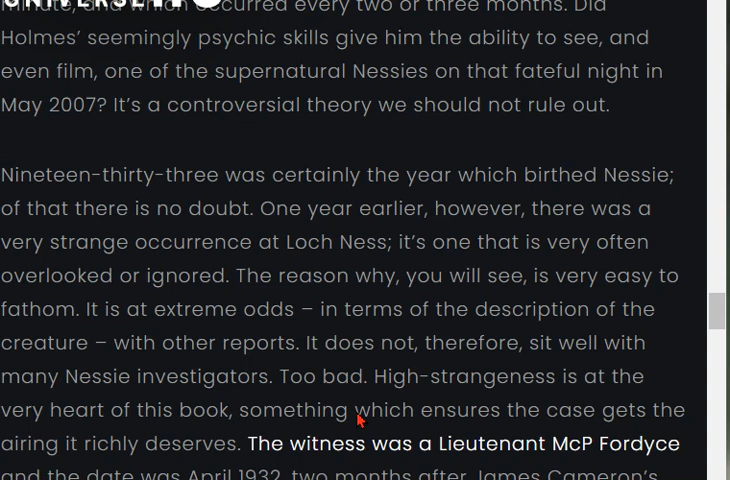 minute, and which occurred every two or three months. Did
Holmes’ seemingly psychic skills give him the ability to see, and
even film, one of the supernatural Nessies on that fateful night in
May 2007? It’s a controversial theory we should not rule out.
Nineteen-thirty-three was certainly the year which birthed Nessie;
of that there is no doubt. One year earlier, however, there was a
very strange occurrence at Loch Ness; it’s one that is very often
overlooked or ignored. The reason why, you will see, is very easy to
fathom. It is at extreme odds – in terms of the description of the
creature – with other reports. It does not, therefore, sit well with
many Nessie investigators. Too bad. High-strangeness is at the
very heart of this book, something which ensures the case gets the
airing it richly deserves. The witness was a Lieutenant McP Fordyce
and the date was April 1932, two months after James Cameron’s